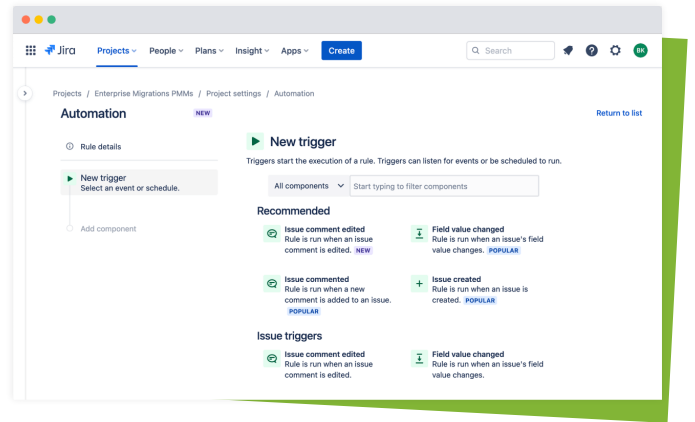 Jira Projects People Plans Insight Apps Create Search BK
Projects / Enterprise Migrations PMMs / Project settings / Automation
Automation NEW Return to list
Rule details
New trigger
Select an event or schedule.
Add component
New trigger
Triggers start the execution of a rule. Triggers can listen for events or be scheduled to run.
All components Start typing to filter components
Recommended
Issue comment edited
Rule is run when an issue
comment is edited. NEW
Field value changed
Rule is run when an issue's field
value changes. POPULAR
Issue commented
Rule is run when a new
comment is added to an issue.
POPULAR
Issue created
Rule is run when an issue is
created. POPULAR
Issue triggers
Issue comment edited
Rule is run when an issue
comment is edited.
Field value changed
Rule is run when an issue's field
value changes.